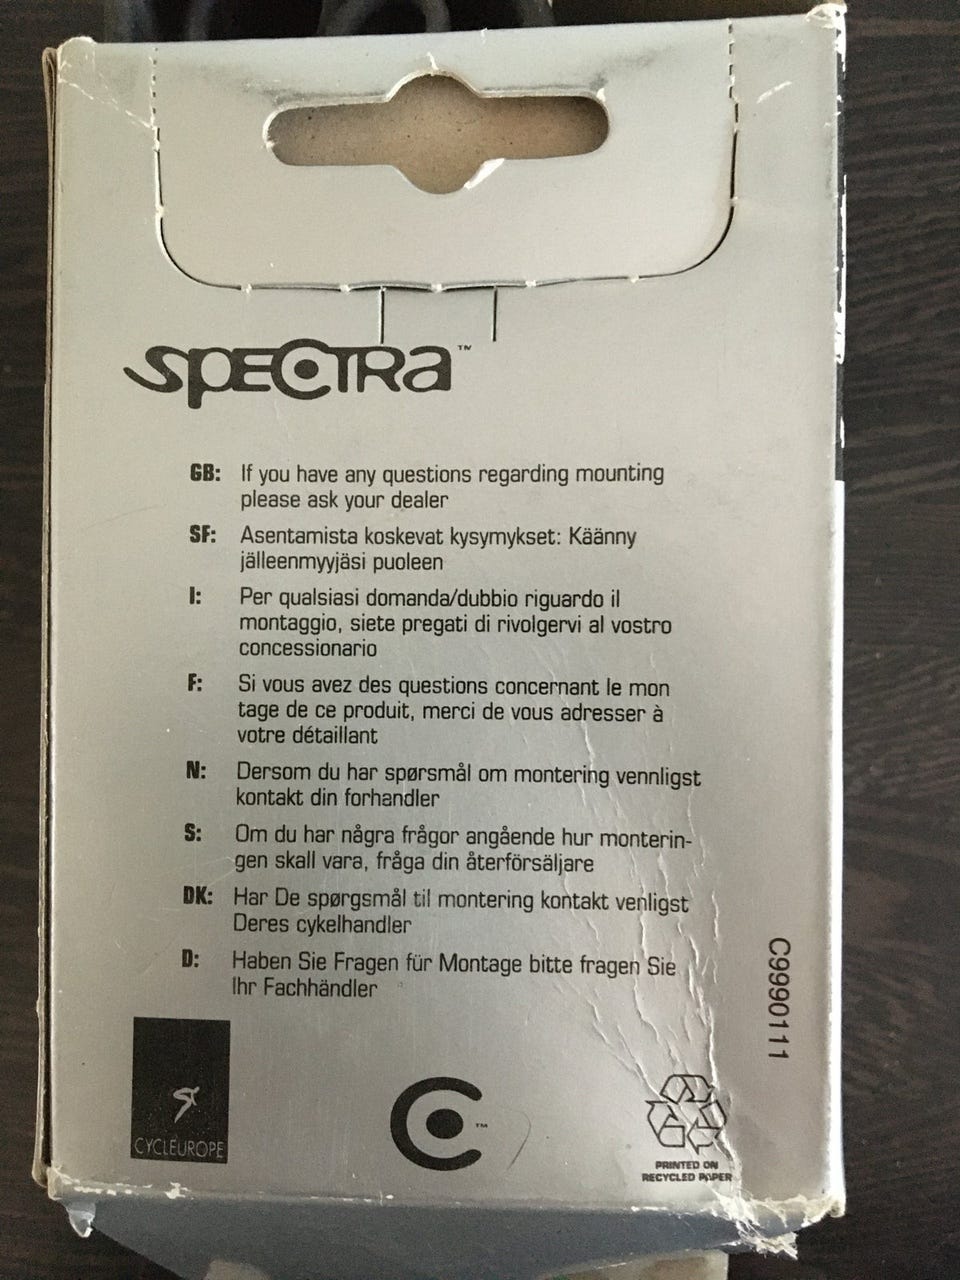 SPECTRA™
GB: If you have any questions regarding mounting
please ask your dealer
SF: Asentamista koskevat kysymykset: Käänny
jälleenmyyjäsi puoleen
I: Per qualsiasi domanda/dubbio riguardo il
montaggio, siete pregati di rivolgervi al vostro
concessionario
F: Si vous avez des questions concernant le mon
tage de ce produit, merci de vous adresser à
votre détaillant
N: Dersom du har spørsmål om montering vennligst
kontakt din forhandler
S: Om du har några frågor angående hur monterin-
gen skall vara, fråga din återförsäljare
DK: Har De spørgsmål til montering kontakt venligst
Deres cykelhandler
D: Haben Sie Fragen für Montage bitte fragen Sie
Ihr Fachhändler
C9990111
CYCLEUROPE
C™
PRINTED ON
RECYCLED PAPER